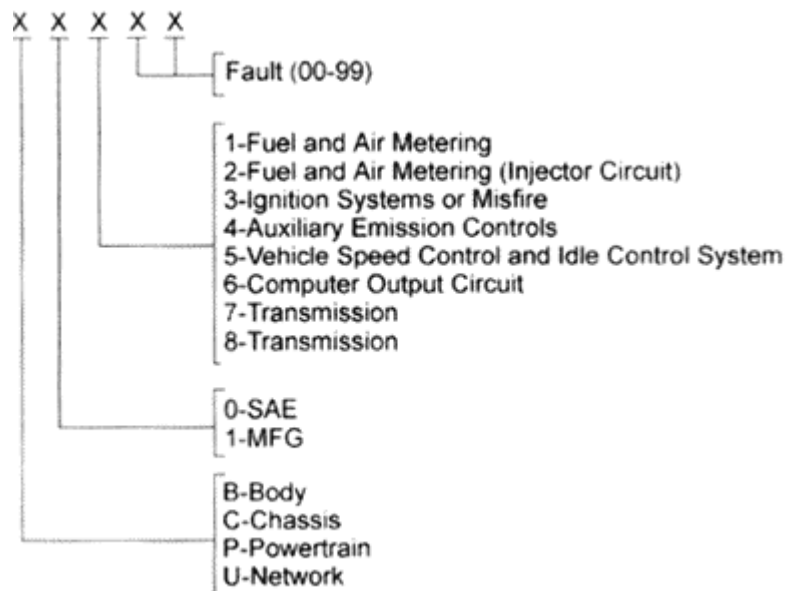 X X X X X
Fault (00-99)
1-Fuel and Air Metering
2-Fuel and Air Metering (Injector Circuit)
3-Ignition Systems or Misfire
4-Auxiliary Emission Controls
5-Vehicle Speed Control and Idle Control System
6-Computer Output Circuit
7-Transmission
8-Transmission
0-SAE
1-MFG
B-Body
C-Chassis
P-Powertrain
U-Network